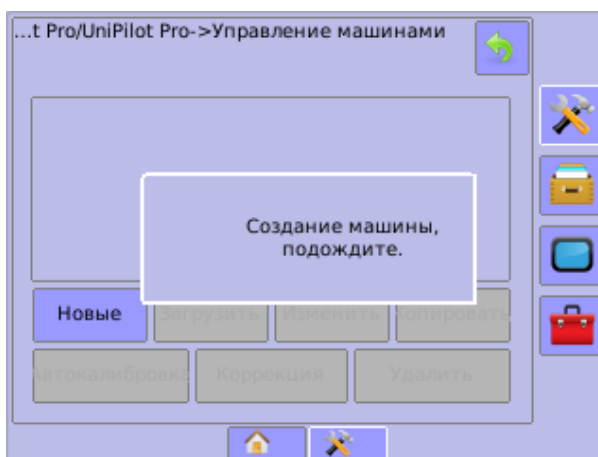 ...t Pro/UniPilot Pro->Управление машинами
Создание машины,
подождите.
Новые
Загрузить
Изменить
Копировать
Автокалибровка
Коррекция
Удалить